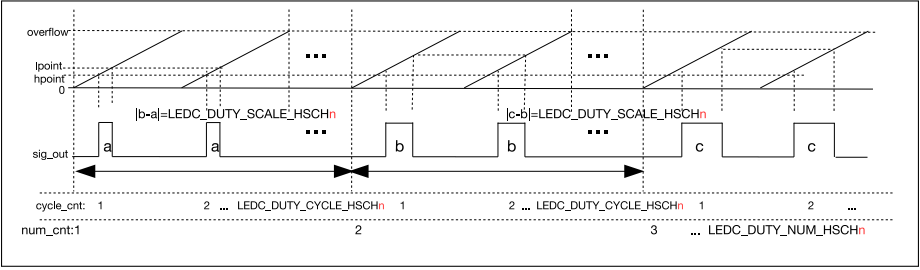 overflow
lpoint
hpoint
0
|b-a|=LEDC_DUTY_SCALE_HSCHn |c-b|=LEDC_DUTY_SCALE_HSCHn
sig_out a a b b c c
cycle_cnt: 1 2 ... LEDC_DUTY_CYCLE_HSCHn 1 2 ... LEDC_DUTY_CYCLE_HSCHn 1 2 ...
num_cnt:1 2 3 ... LEDC_DUTY_NUM_HSCHn